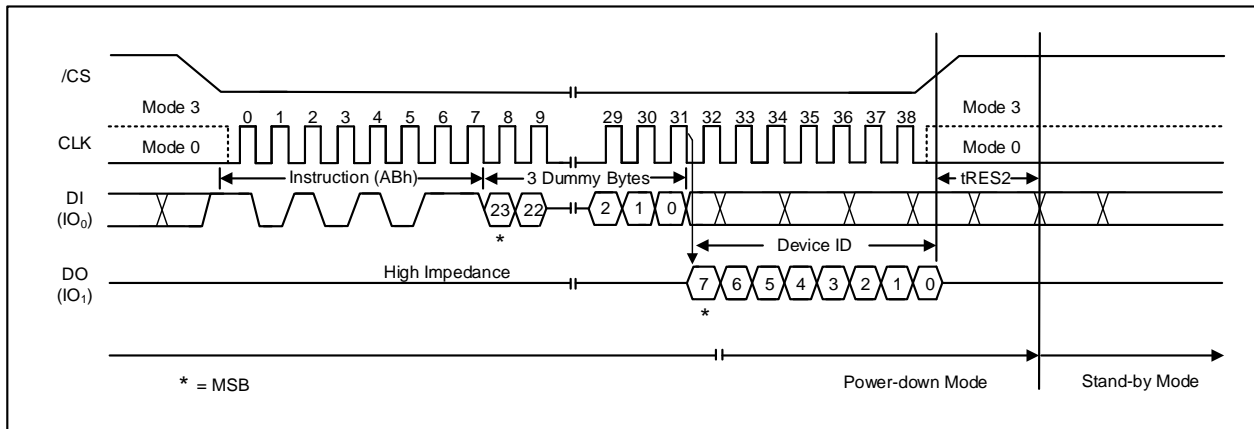 /CS
Mode 3 Mode 3
0 1 2 3 4 5 6 7 8 9 29 30 31 32 33 34 35 36 37 38
CLK
Mode 0 Mode 0
Instruction (ABh) 3 Dummy Bytes tRES2
DI
(IO0)
23 22 2 1 0
*
Device ID
DO
(IO1)
High Impedance
7 6 5 4 3 2 1 0
*
* = MSB
Power-down Mode Stand-by Mode